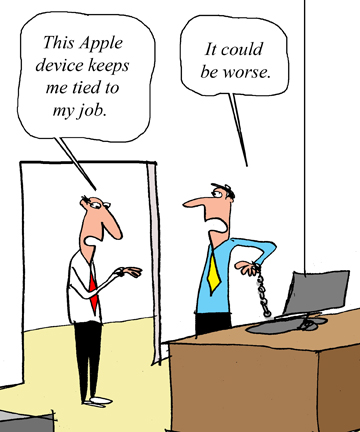 This Apple
device keeps
me tied to
my job.
It could
be worse.